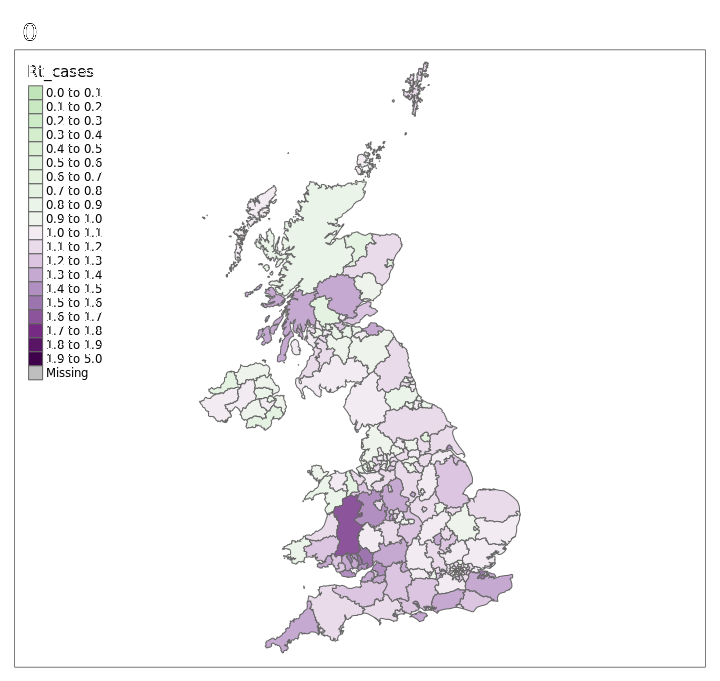 0
Rt_cases
0.0 to 0.1
0.1 to 0.2
0.2 to 0.3
0.3 to 0.4
0.4 to 0.5
0.5 to 0.6
0.6 to 0.7
0.7 to 0.8
0.8 to 0.9
0.9 to 1.0
1.0 to 1.1
1.1 to 1.2
1.2 to 1.3
1.3 to 1.4
1.4 to 1.5
1.5 to 1.6
1.6 to 1.7
1.7 to 1.8
1.8 to 1.9
1.9 to 5.0
Missing